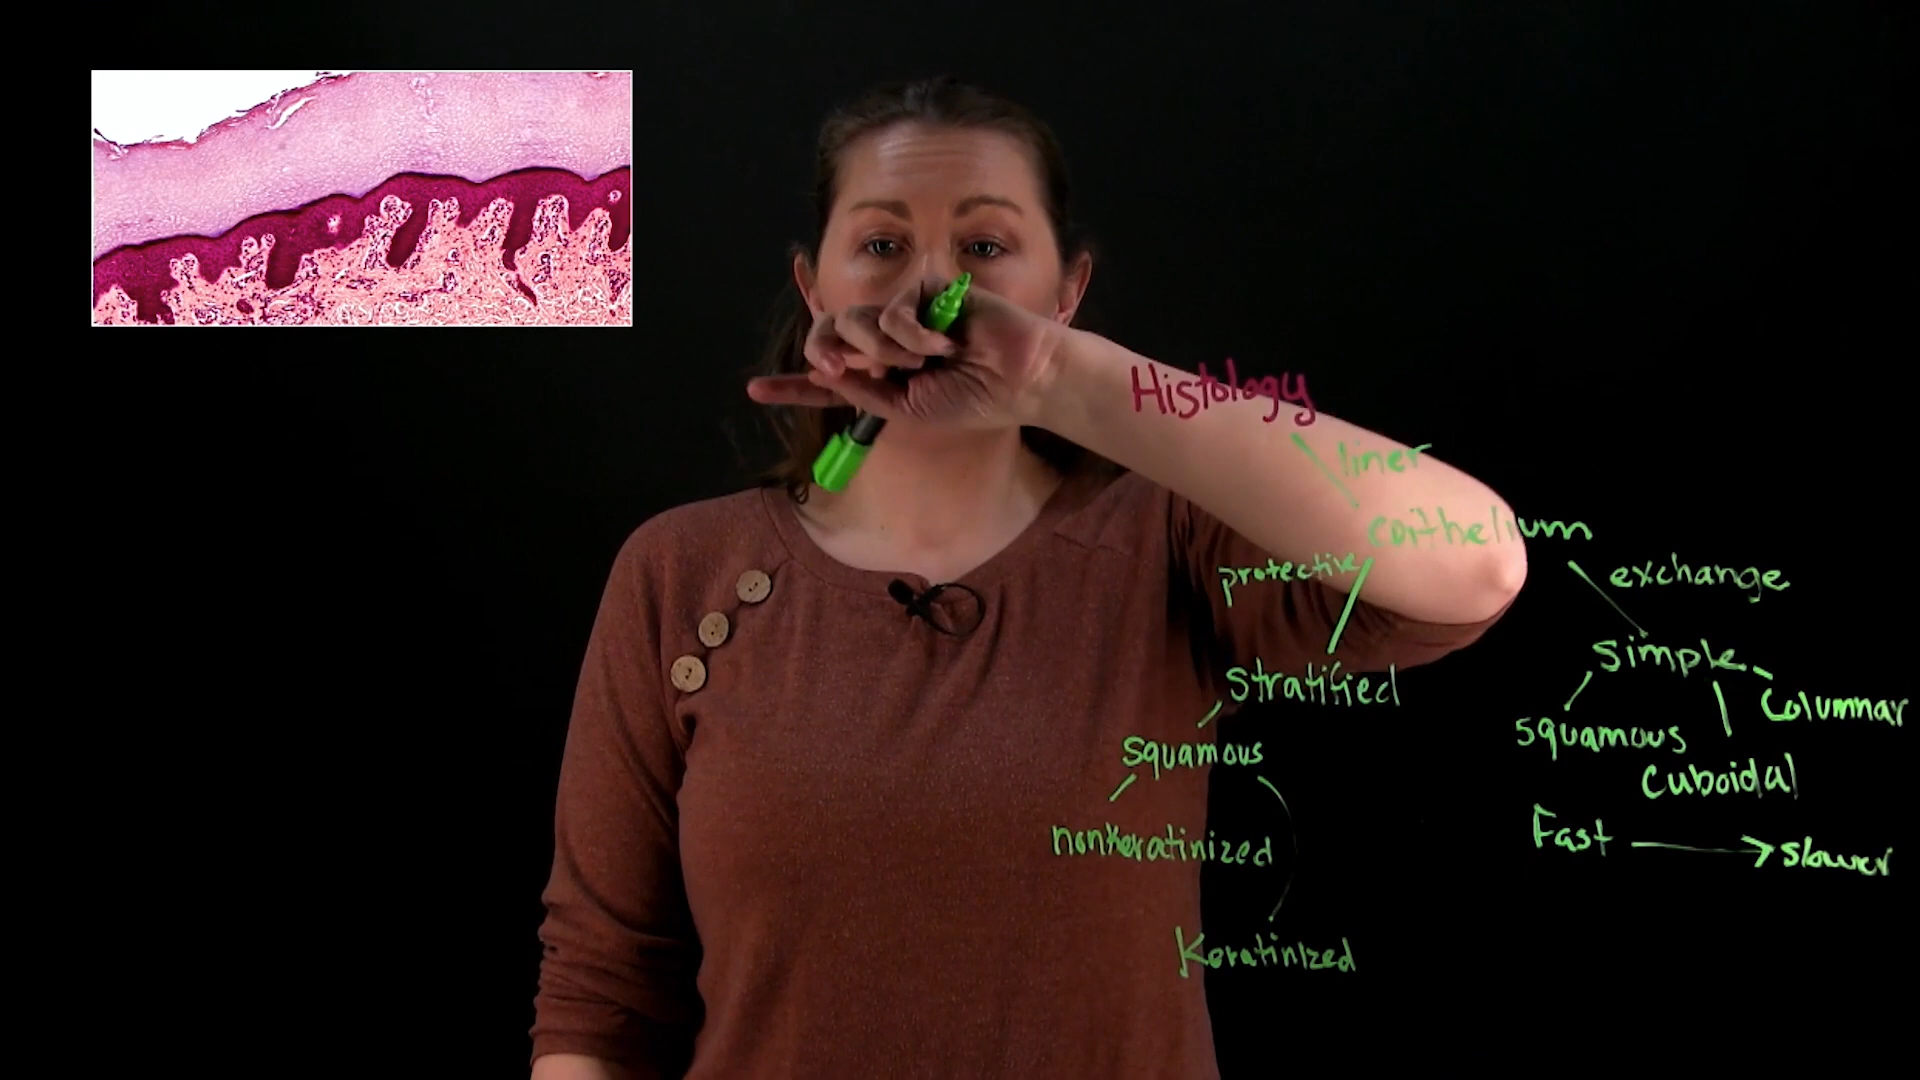 Histology
liner
epithelium
protective
exchange
simple
stratified
columnar
squamous
squamous
cuboidal
Fast → slower
nonkeratinized
Keratinized